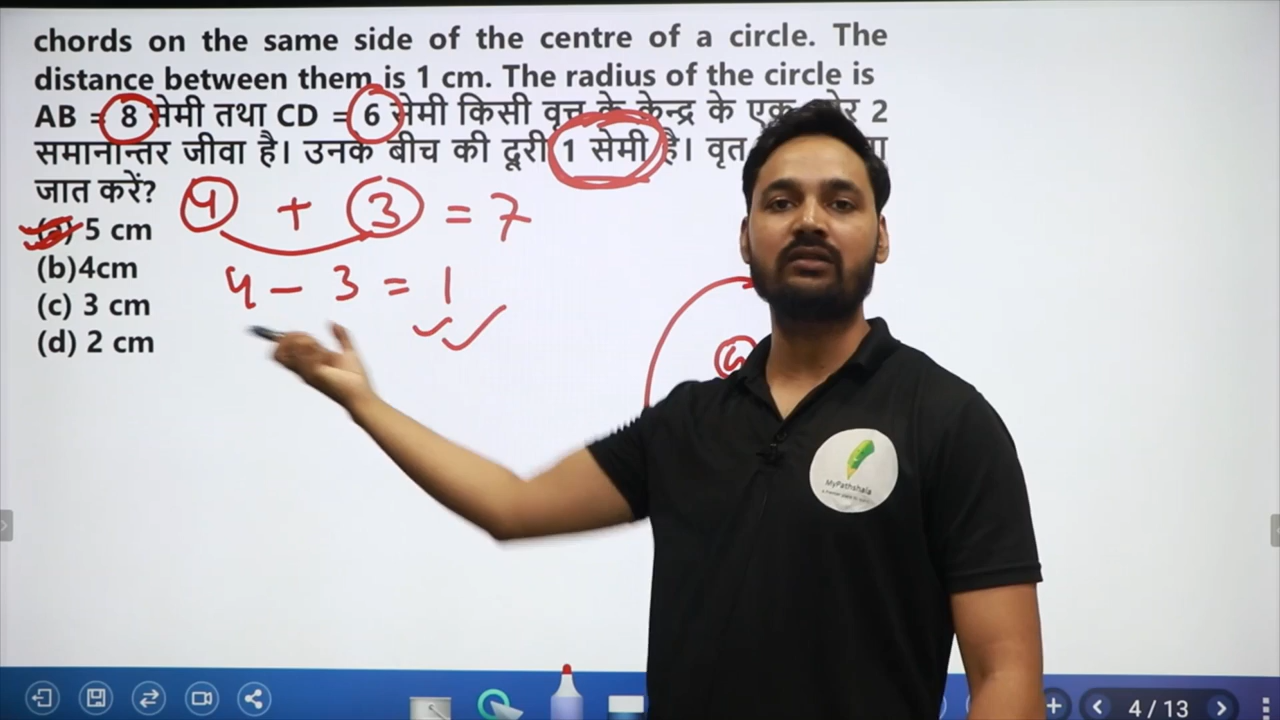 chords on the same side of the centre of a circle. The
distance between them is 1 cm. The radius of the circle is
AB = 8 सेमी तथा CD = 6 सेमी किसी वृत्त के केन्द्र के एक 2
समानान्तर जीवा है। उनके बीच की दूरी 1 सेमी है। वृत
जात करें?
(a) 5 cm
4 + 3 = 7
(b)4cm
4 - 3 = 1
(c) 3 cm
(d) 2 cm
MyPathshala
4 / 13